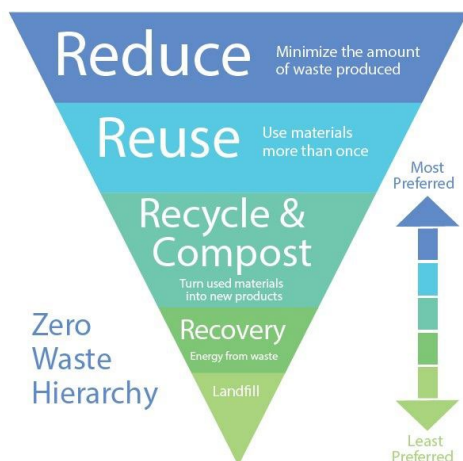 Reduce
Minimize the amount
of waste produced
Reuse
Use materials
more than once
Most
Preferred
Recycle &
Compost
Turn used materials
into new products
Recovery
Energy from waste
Zero
Waste
Hierarchy
Landfill
Least
Preferred